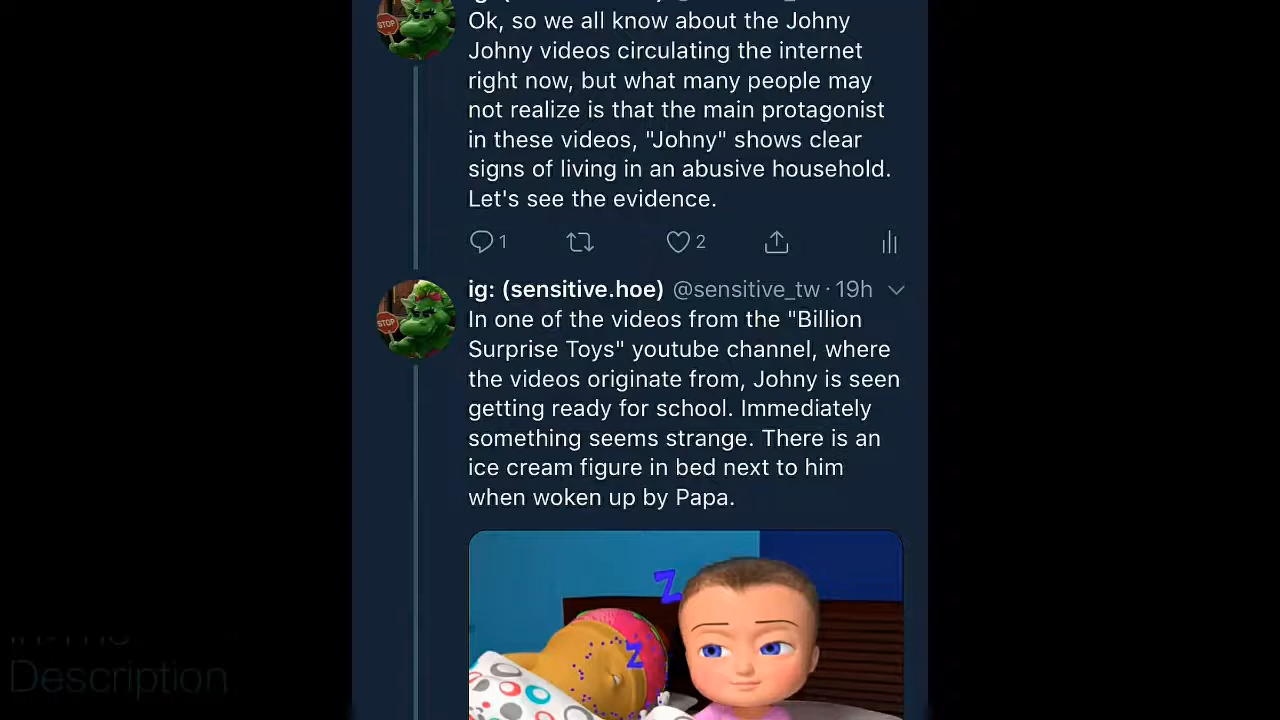 Ok, so we all know about the Johny
Johny videos circulating the internet
right now, but what many people may
not realize is that the main protagonist
in these videos, "Johny" shows clear
signs of living in an abusive household.
Let's see the evidence.
1
2
ig: (sensitive.hoe) @sensitive_tw · 19h
In one of the videos from the "Billion
Surprise Toys" youtube channel, where
the videos originate from, Johny is seen
getting ready for school. Immediately
something seems strange. There is an
ice cream figure in bed next to him
when woken up by Papa.
STOP
STOP
Z
Z
Description